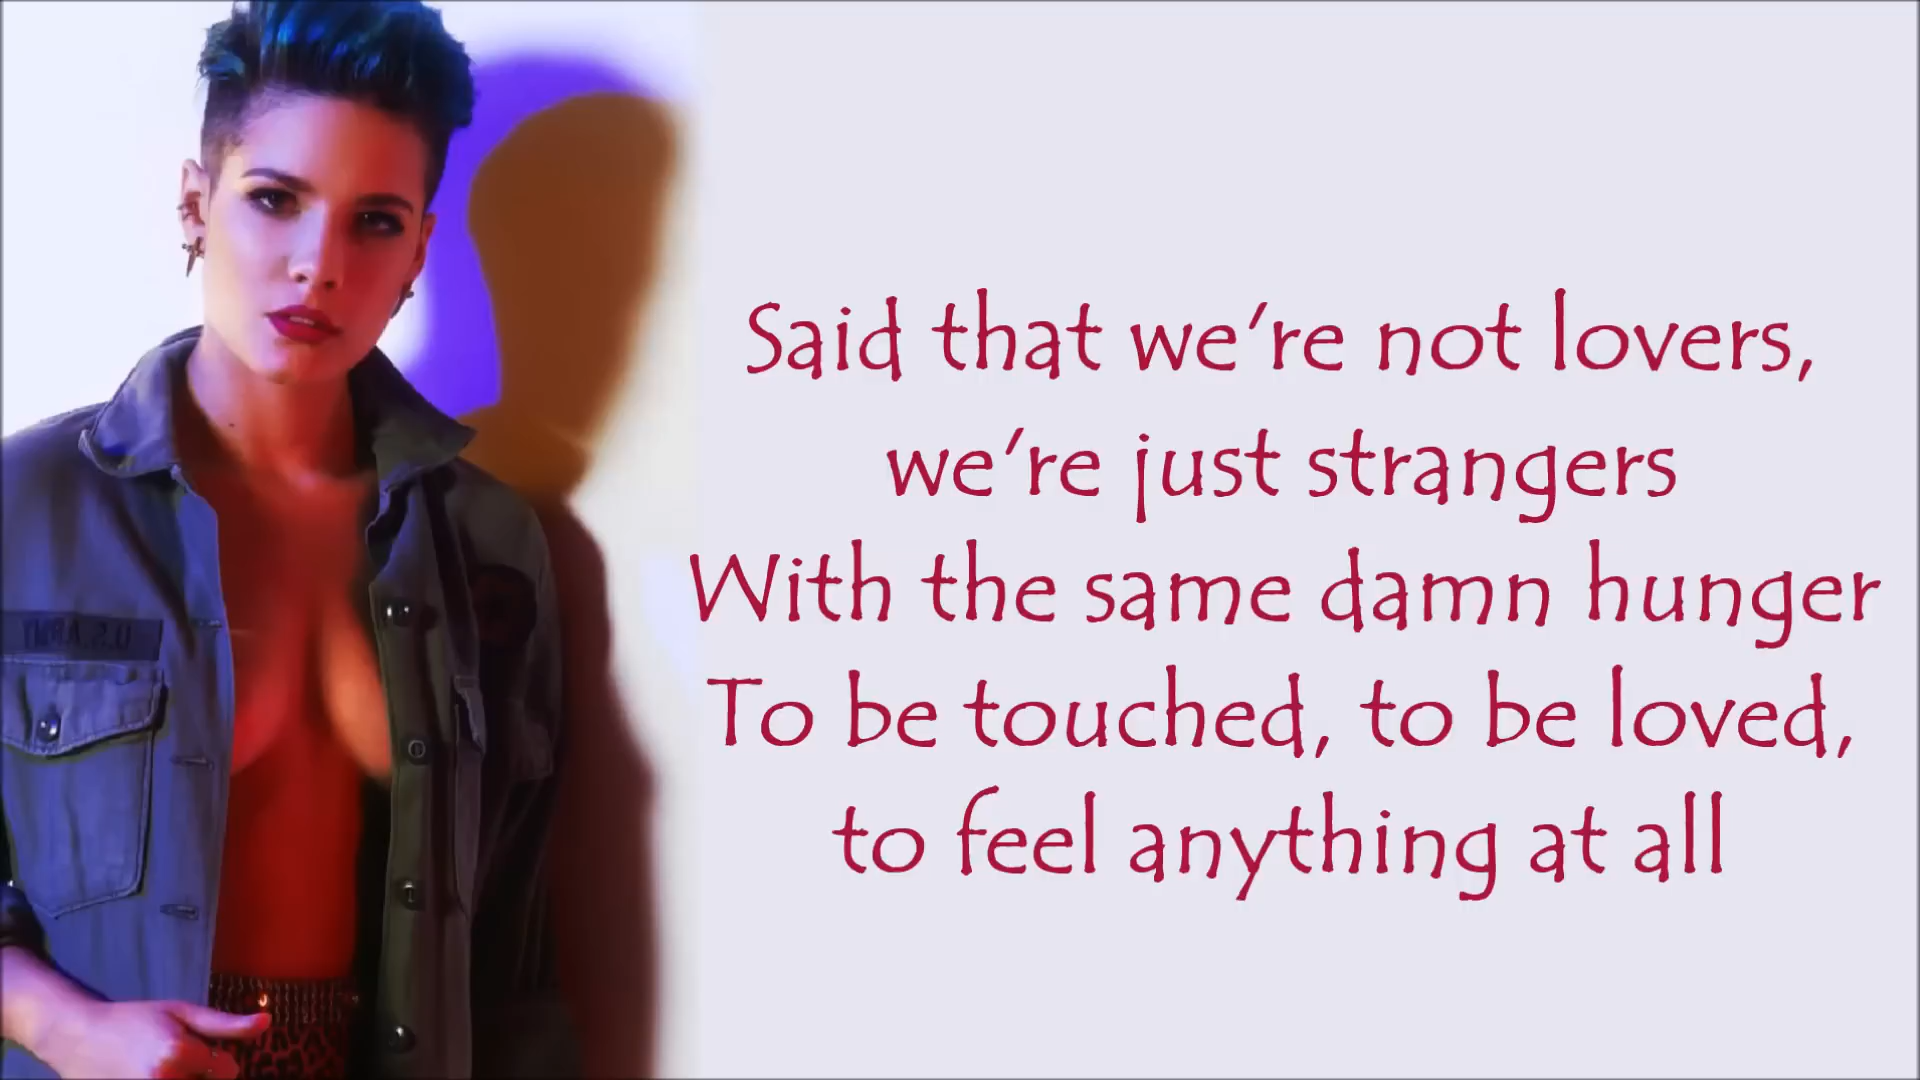 Said that we're not lovers,
we're just strangers
With the same damn hunger
To be touched, to be loved,
to feel anything at all
U.S. ARMY